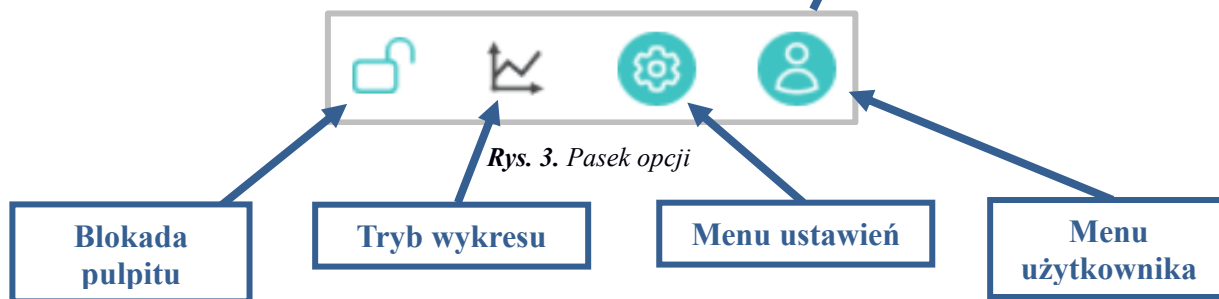 Rys. 3. Pasek opcji
Blokada
pulpitu
Tryb wykresu
Menu ustawień
Menu
użytkownika